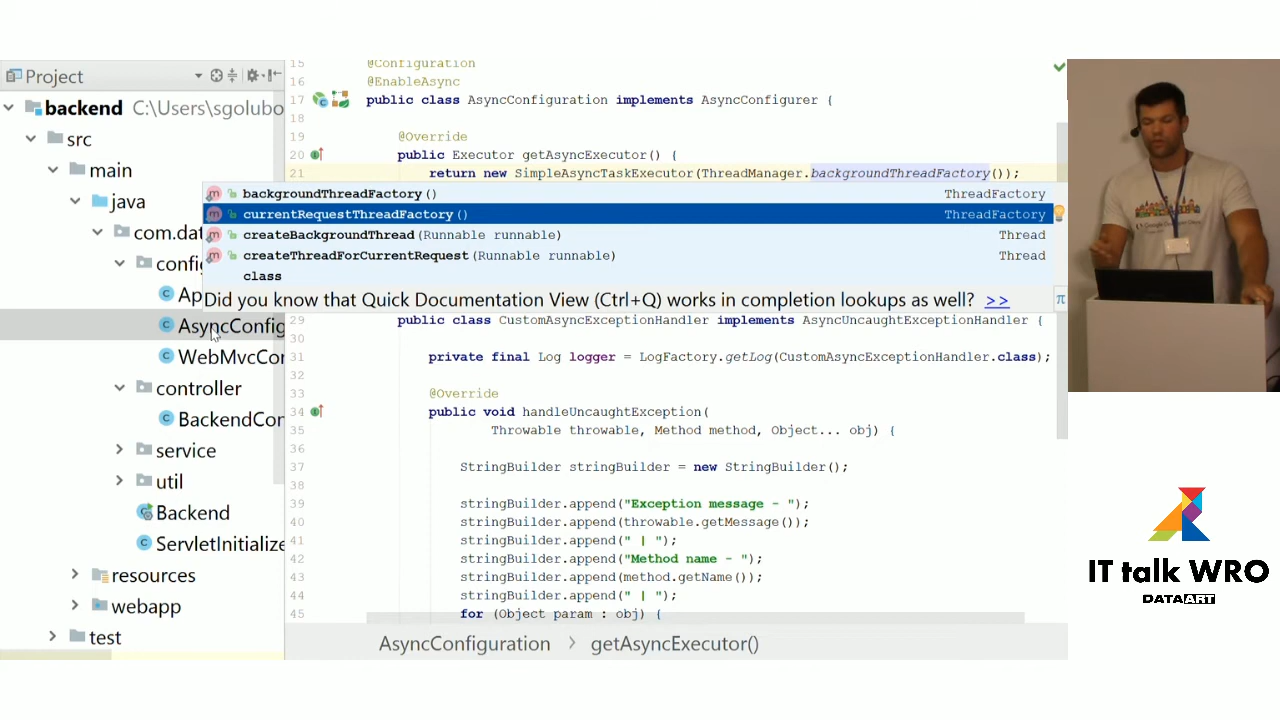 Project
backend C:\Users\sgolubo
src
main
java
com.dat
config
Ap
AsyncConfig
WebMvcCon
controller
BackendCon
service
util
Backend
ServletInitialize
resources
webapp
test
15 @Configuration
16 @EnableAsync
17 public class AsyncConfiguration implements AsyncConfigurer {
18
19 @Override
20 public Executor getAsyncExecutor() {
21 return new SimpleAsyncTaskExecutor(ThreadManager.backgroundThreadFactory());
backgroundThreadFactory() ThreadFactory
currentRequestThreadFactory() ThreadFactory
createBackgroundThread(Runnable runnable) Thread
createThreadForCurrentRequest(Runnable runnable) Thread
class
Did you know that Quick Documentation View (Ctrl+Q) works in completion lookups as well? >> π
29 public class CustomAsyncExceptionHandler implements AsyncUncaughtExceptionHandler {
30
31 private final Log logger = LogFactory.getLog(CustomAsyncExceptionHandler.class);
32
33 @Override
34 public void handleUncaughtException(
35 Throwable throwable, Method method, Object... obj) {
36
37 StringBuilder stringBuilder = new StringBuilder();
38
39 stringBuilder.append("Exception message - ");
40 stringBuilder.append(throwable.getMessage());
41 stringBuilder.append(" | ");
42 stringBuilder.append("Method name - ");
43 stringBuilder.append(method.getName());
44 stringBuilder.append(" | ");
45 for (Object param : obj) {
AsyncConfiguration > getAsyncExecutor()
IT talk WRO
DATAART